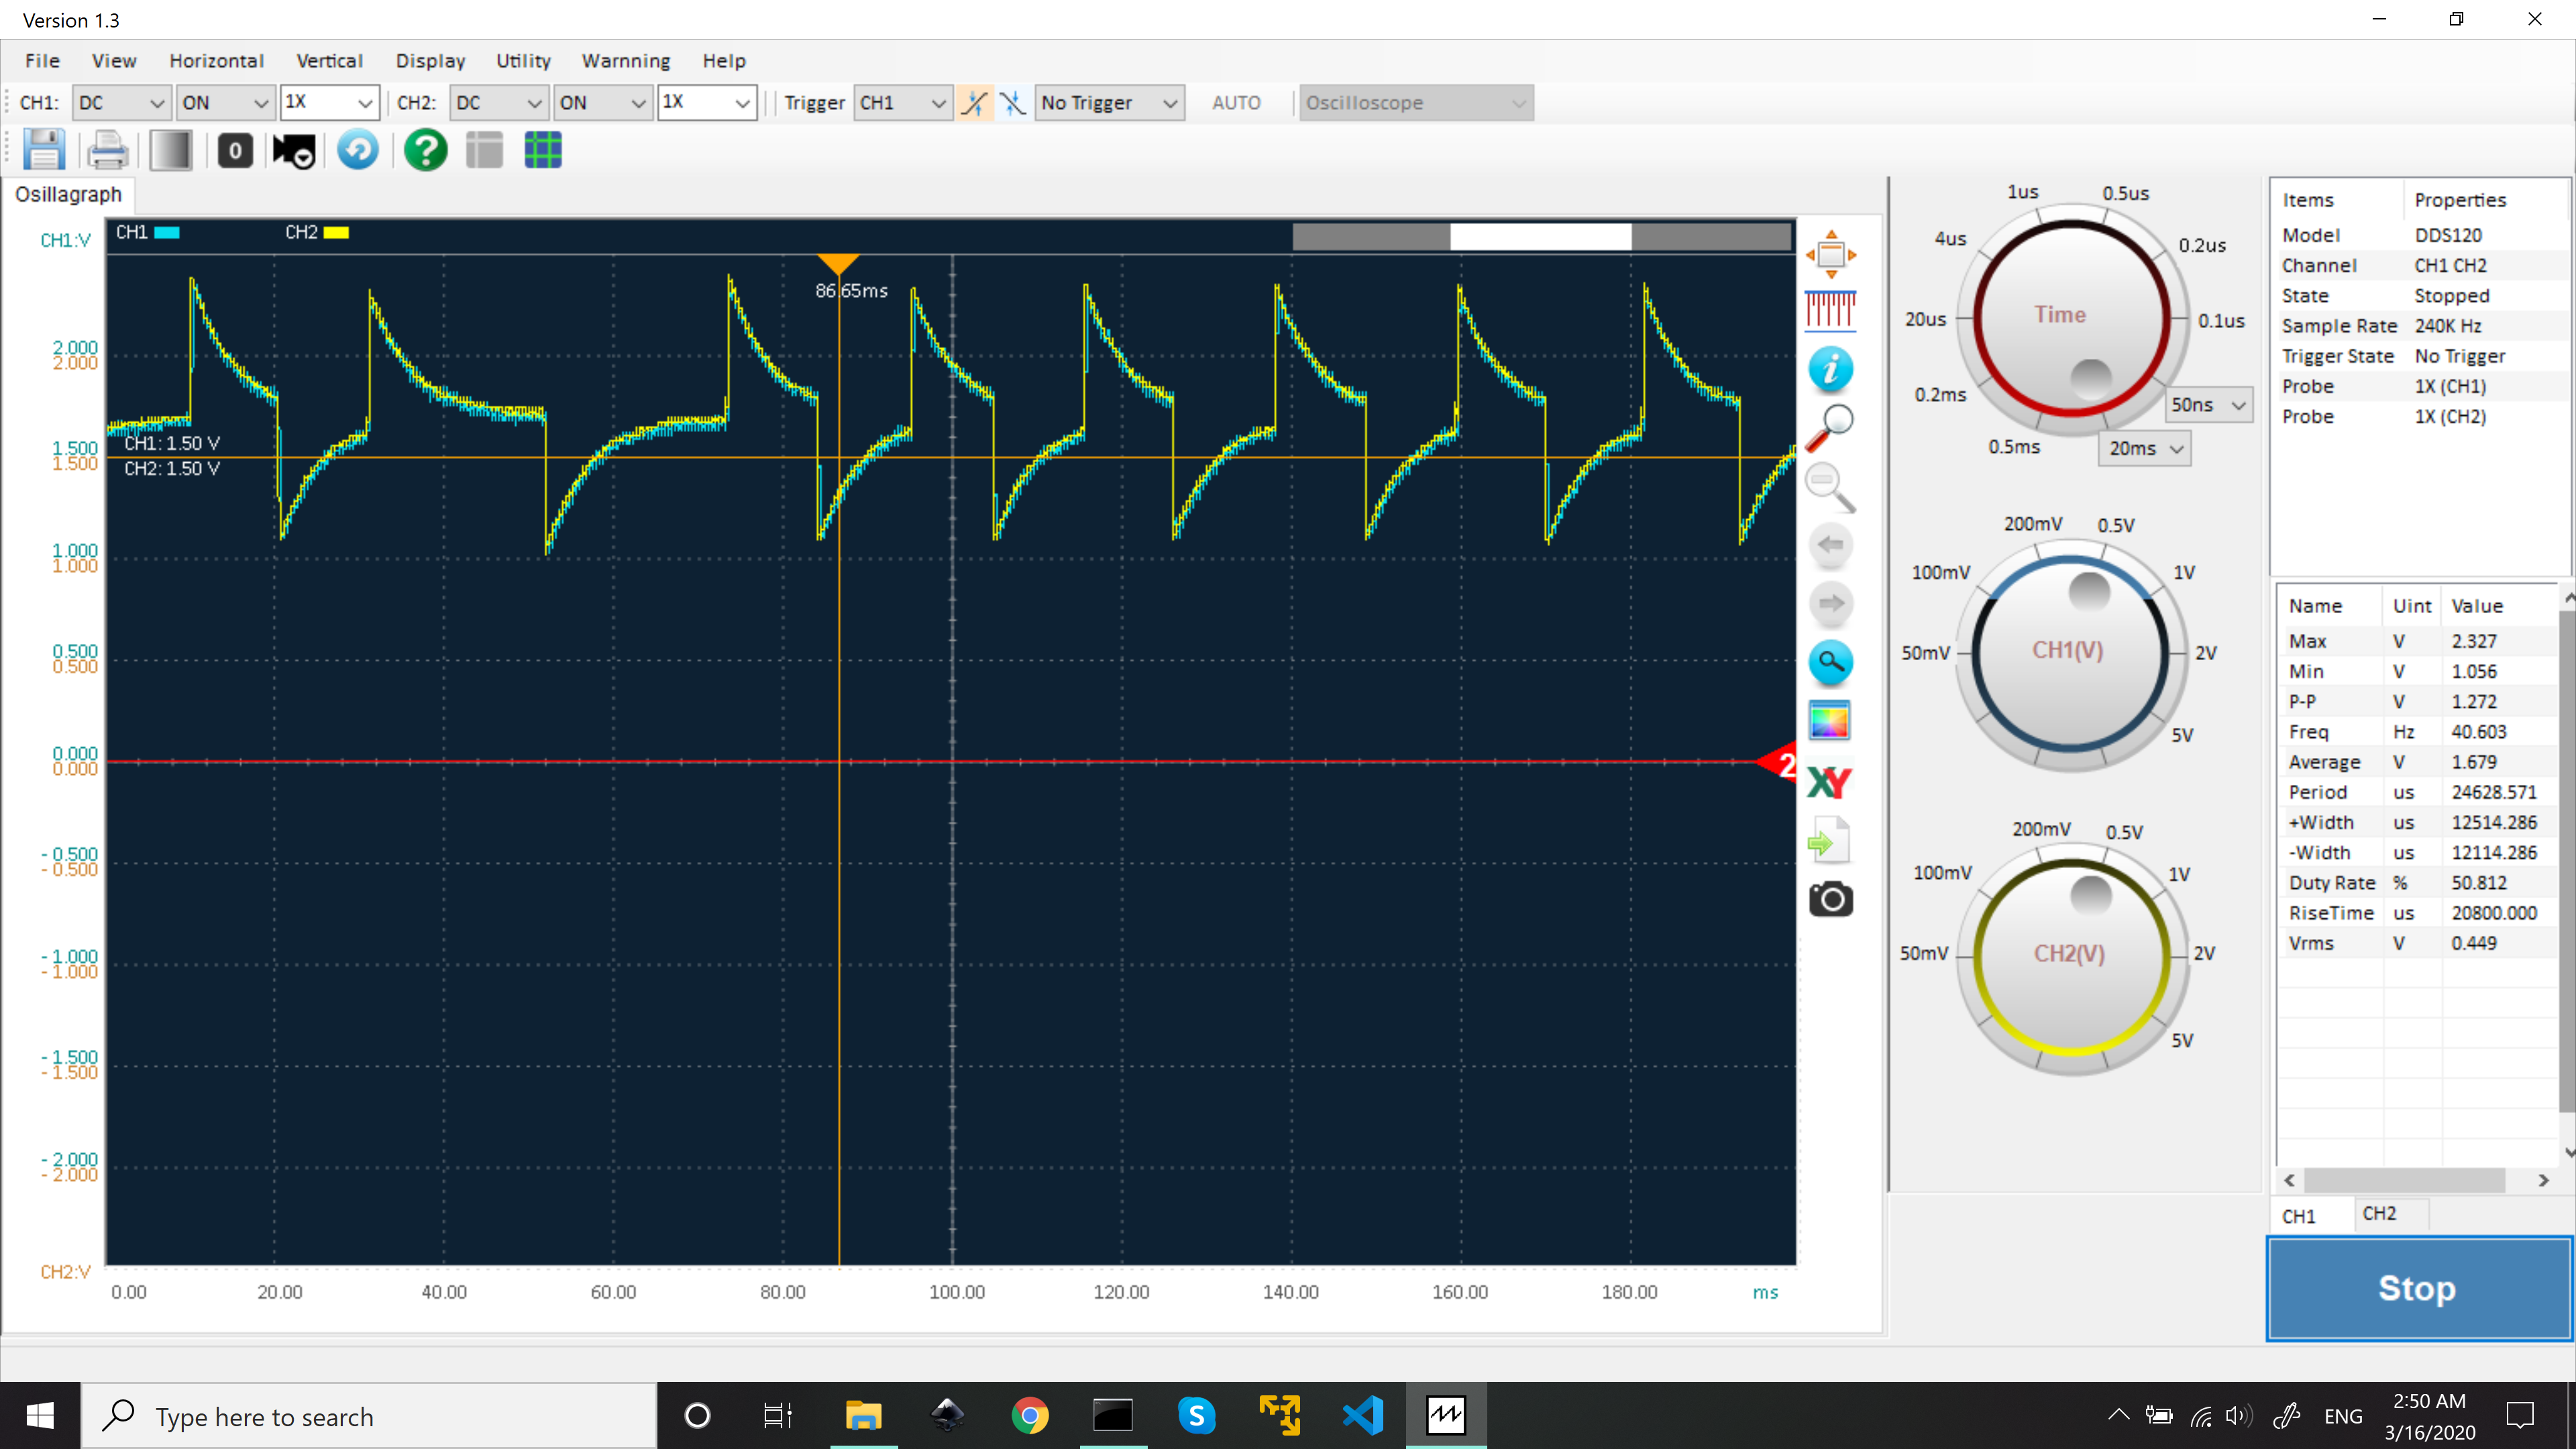 Version 1.3
File View Horizontal Vertical Display Utility Warnning Help
CH1: DC ON 1X CH2: DC ON 1X Trigger CH1 No Trigger AUTO Oscilloscope
0 ?
Osillagraph
CH1:V CH1 CH2
86.65ms
2.000
2.000
1.500
1.500
CH1: 1.50 V
CH2: 1.50 V
1.000
1.000
0.500
0.500
0.000
0.000
2
- 0.500
- 0.500
- 1.000
- 1.000
- 1.500
- 1.500
- 2.000
- 2.000
CH2:V
0.00 20.00 40.00 60.00 80.00 100.00 120.00 140.00 160.00 180.00 ms
i
XY
1us 0.5us
4us 0.2us
20us Time 0.1us
0.2ms 50ns
0.5ms 20ms
200mV 0.5V
100mV 1V
50mV CH1(V) 2V
5V
200mV 0.5V
100mV 1V
50mV CH2(V) 2V
5V
Items Properties
Model DDS120
Channel CH1 CH2
State Stopped
Sample Rate 240K Hz
Trigger State No Trigger
Probe 1X (CH1)
Probe 1X (CH2)
Name Uint Value
Max V 2.327
Min V 1.056
P-P V 1.272
Freq Hz 40.603
Average V 1.679
Period us 24628.571
+Width us 12514.286
-Width us 12114.286
Duty Rate % 50.812
RiseTime us 20800.000
Vrms V 0.449
CH1 CH2
Stop
Type here to search
S
ENG
2:50 AM
3/16/2020